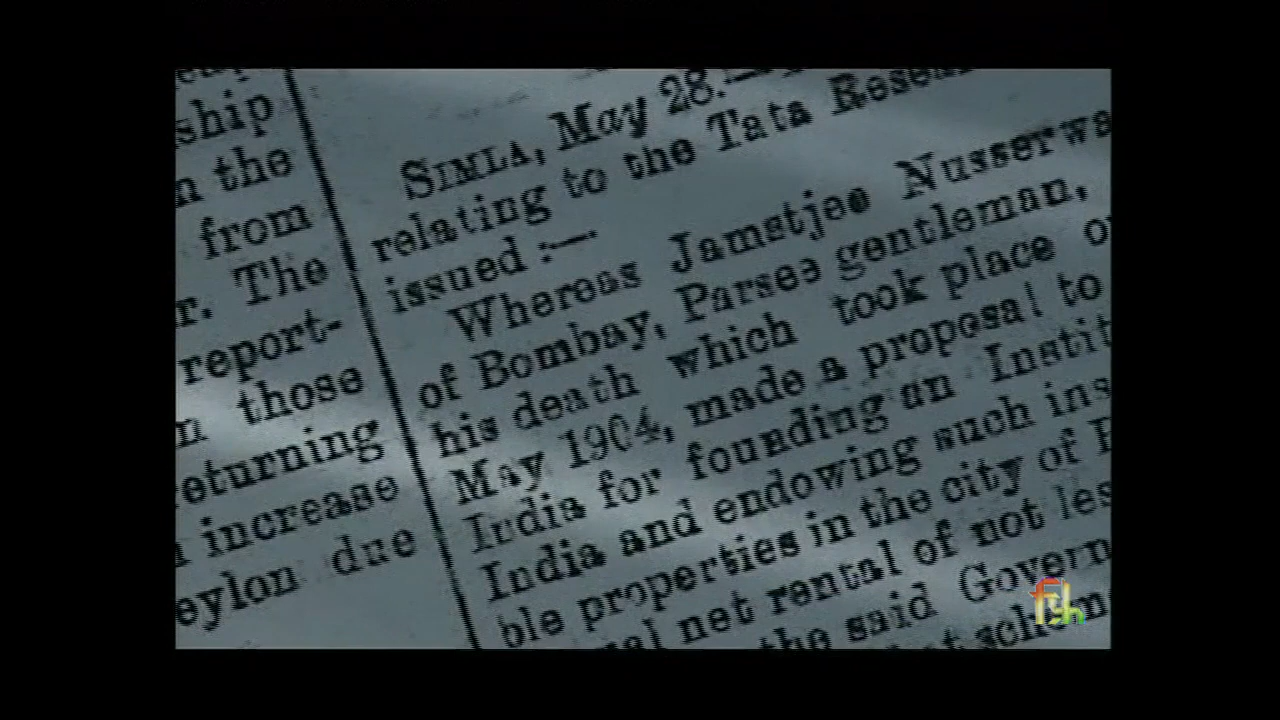 ship
the
from
r. The
report-
those
eturning
increase
eylon due
SIMLA, May 28.—
relating to the Tata Resea
issued :—
Whereas Jamstjee Nusserwa
of Bombay, Parsee gentleman,
his death which took place o
May 1904, made a proposal to
India for founding an Instit
India and endowing such ins
ble properties in the city of
net rental of not les
the said Govern
schem
fyh